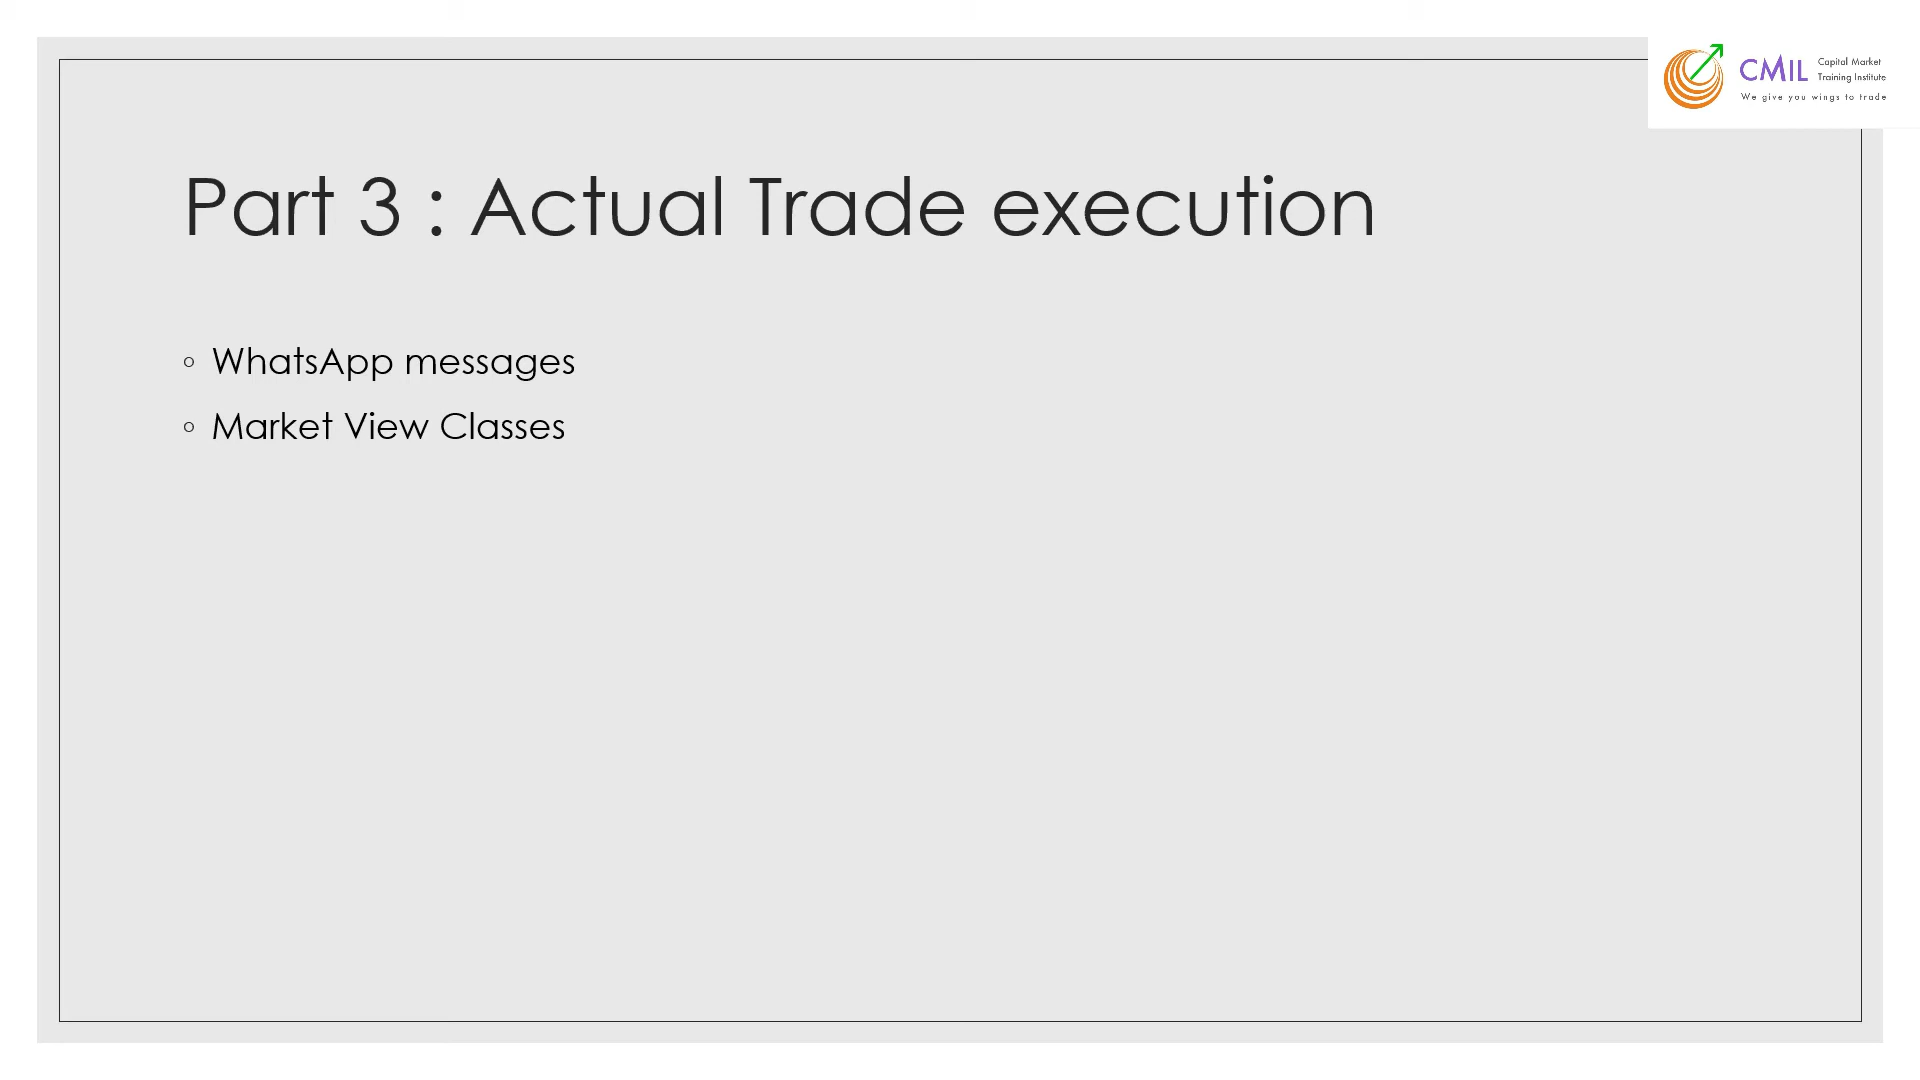 CMIL Capital Market
Training Institute
We give you wings to trade
Part 3 : Actual Trade execution
◦ WhatsApp messages
◦ Market View Classes